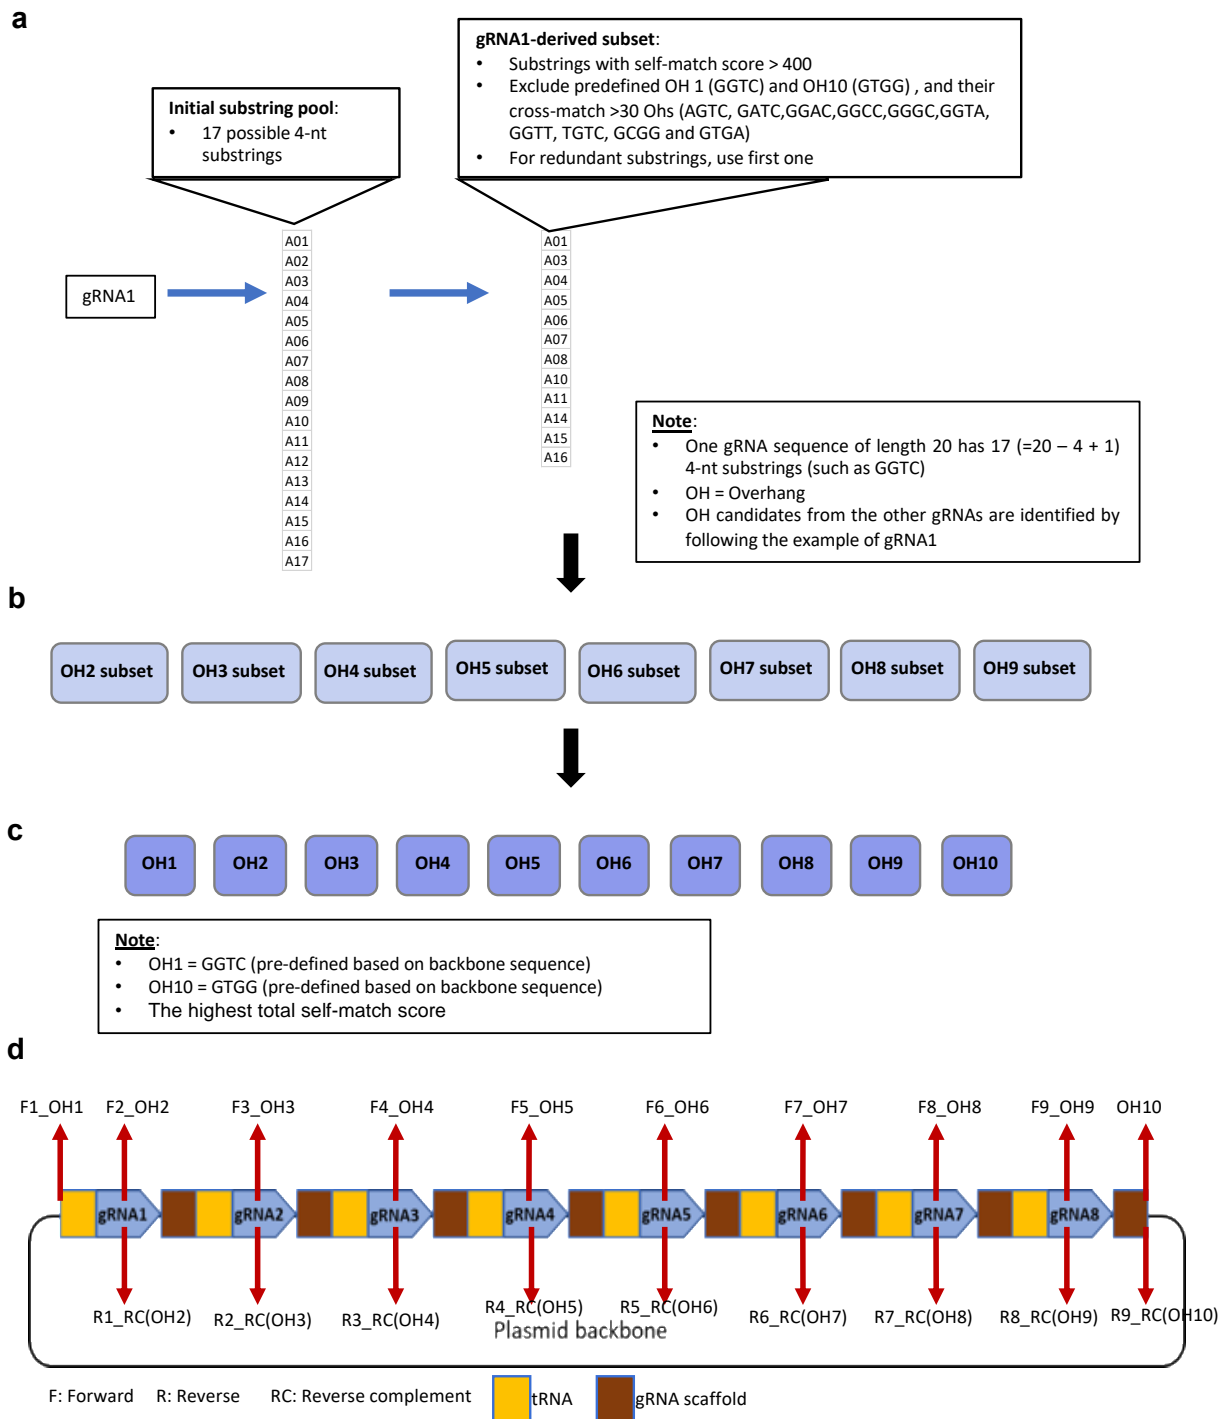 a
Initial substring pool:
• 17 possible 4-nt
substrings
gRNA1-derived subset:
• Substrings with self-match score > 400
• Exclude predefined OH 1 (GGTC) and OH10 (GTGG) , and their
cross-match >30 Ohs (AGTC, GATC,GGAC,GGCC,GGGC,GGTA,
GGTT, TGTC, GCGG and GTGA)
• For redundant substrings, use first one
gRNA1
A01
A02
A03
A04
A05
A06
A07
A08
A09
A10
A11
A12
A13
A14
A15
A16
A17
A01
A03
A04
A05
A06
A07
A08
A10
A11
A14
A15
A16
Note:
• One gRNA sequence of length 20 has 17 (=20 – 4 + 1)
4-nt substrings (such as GGTC)
• OH = Overhang
• OH candidates from the other gRNAs are identified by
following the example of gRNA1
b
OH2 subset OH3 subset OH4 subset OH5 subset OH6 subset OH7 subset OH8 subset OH9 subset
c
OH1 OH2 OH3 OH4 OH5 OH6 OH7 OH8 OH9 OH10
Note:
• OH1 = GGTC (pre-defined based on backbone sequence)
• OH10 = GTGG (pre-defined based on backbone sequence)
• The highest total self-match score
d
F1_OH1 F2_OH2 F3_OH3 F4_OH4 F5_OH5 F6_OH6 F7_OH7 F8_OH8 F9_OH9 OH10
gRNA1 gRNA2 gRNA3 gRNA4 gRNA5 gRNA6 gRNA7 gRNA8
R1_RC(OH2) R2_RC(OH3) R3_RC(OH4) R4_RC(OH5) R5_RC(OH6) R6_RC(OH7) R7_RC(OH8) R8_RC(OH9) R9_RC(OH10)
Plasmid backbone
F: Forward R: Reverse RC: Reverse complement tRNA gRNA scaffold